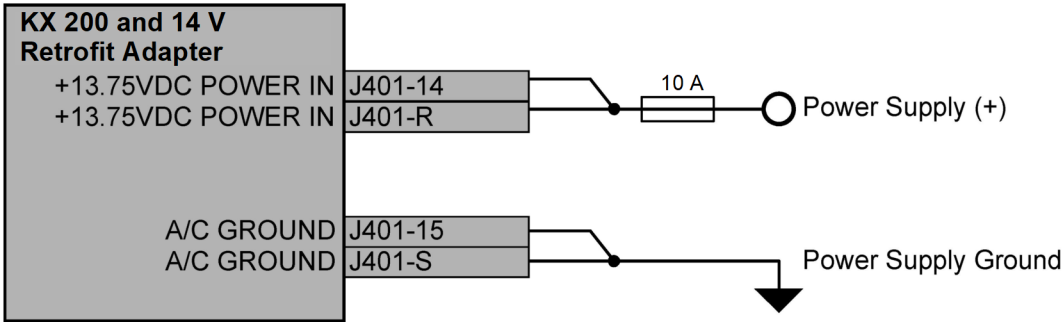 KX 200 and 14 V
Retrofit Adapter
+13.75VDC POWER IN J401-14
+13.75VDC POWER IN J401-R
10 A
Power Supply (+)
A/C GROUND J401-15
A/C GROUND J401-S
Power Supply Ground